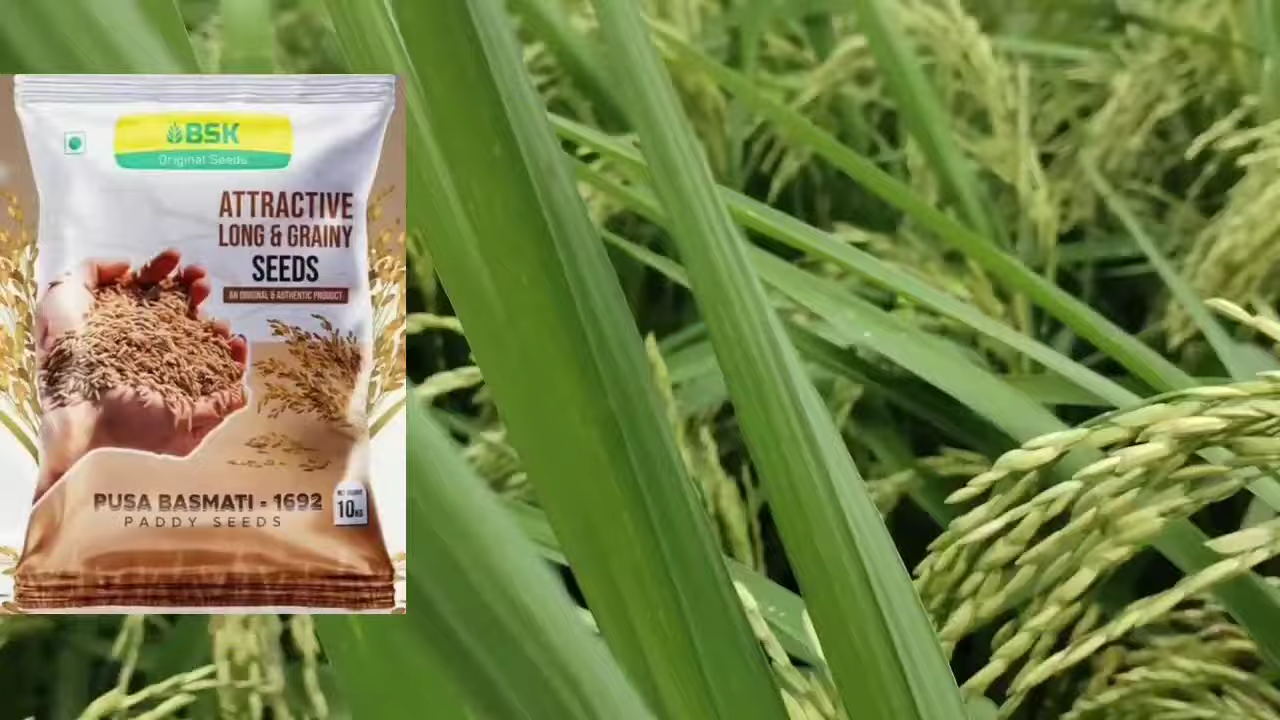 BSK
Original Seeds
ATTRACTIVE
LONG & GRAINY
SEEDS
AN ORIGINAL & AUTHENTIC PRODUCT
PUSA BASMATI - 1692
PADDY SEEDS
10KG